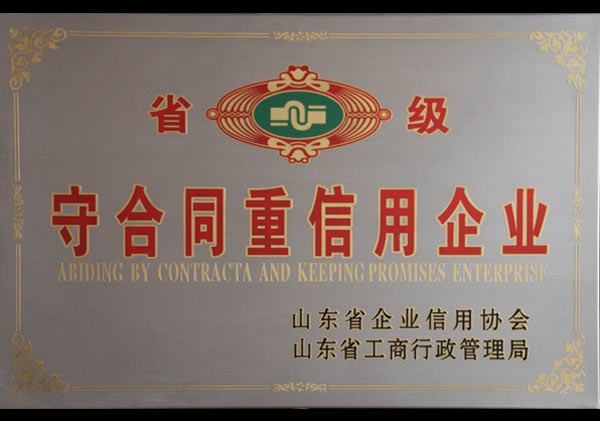 省 级
守合同重信用企业
ABIDING BY CONTRACTA AND KEEPING PROMISES ENTERPRISE
山东省企业信用协会
山东省工商行政管理局